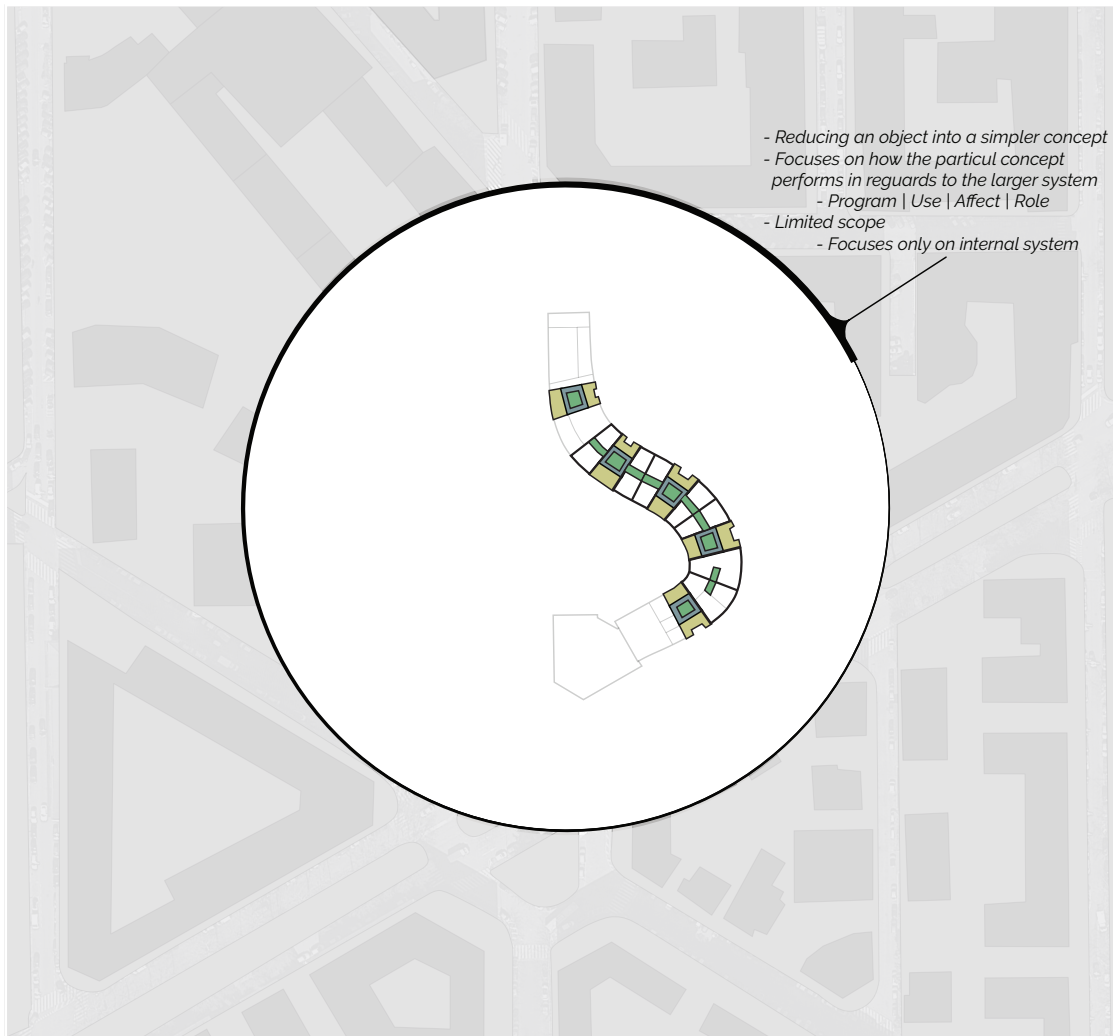 - Reducing an object into a simpler concept
- Focuses on how the particul concept
performs in reguards to the larger system
- Program | Use | Affect | Role
- Limited scope
- Focuses only on internal system